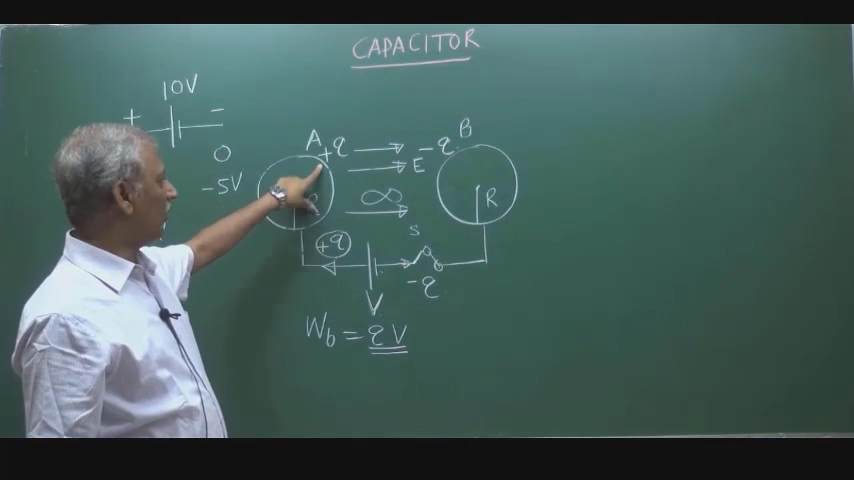 CAPACITOR
10V
+ -
0
-5V
A B
+q -q
E
∞
R
S
+q
-q
V
W_b = qV